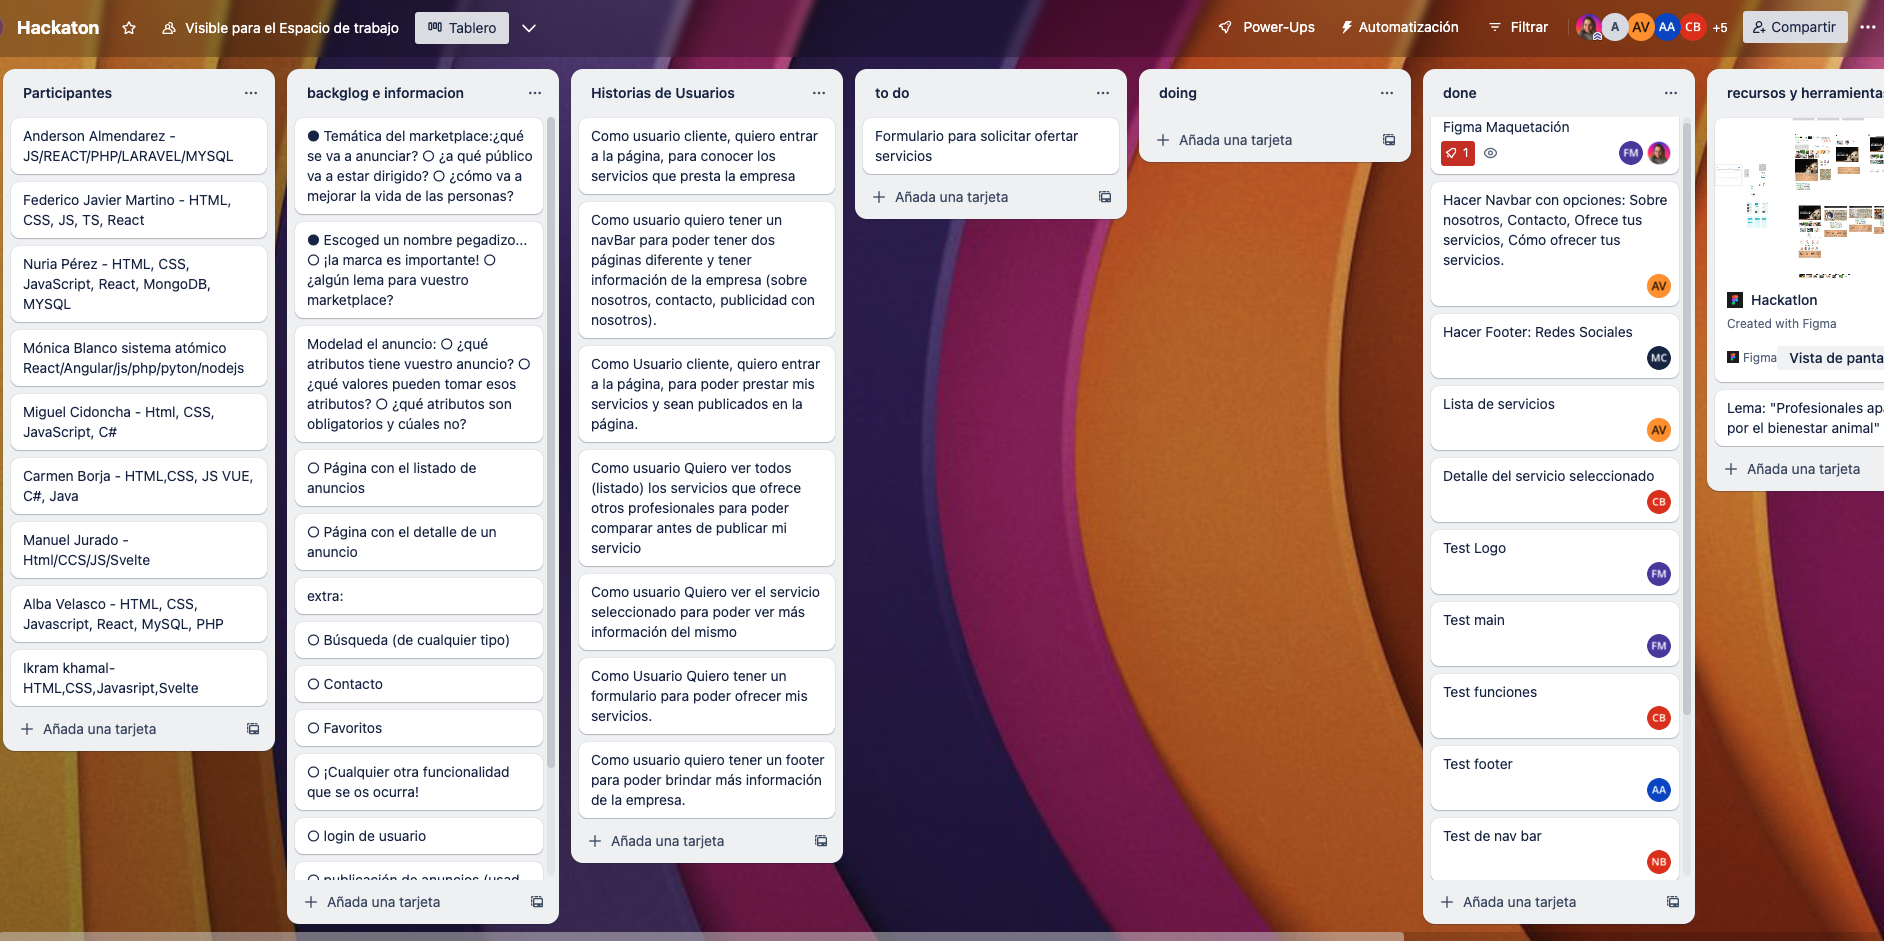 Hackaton
Visible para el Espacio de trabajo
Tablero
Power-Ups
Automatización
Filtrar
A
AV
AA
CB
+5
Compartir
Participantes
Anderson Almendarez -
JS/REACT/PHP/LARAVEL/MYSQL
Federico Javier Martino - HTML,
CSS, JS, TS, React
Nuria Pérez - HTML, CSS,
JavaScript, React, MongoDB,
MYSQL
Mónica Blanco sistema atómico
React/Angular/js/php/pyton/nodejs
Miguel Cidoncha - Html, CSS,
JavaScript, C#
Carmen Borja - HTML,CSS, JS VUE,
C#, Java
Manuel Jurado -
Html/CCS/JS/Svelte
Alba Velasco - HTML, CSS,
Javascript, React, MySQL, PHP
Ikram khamal-
HTML,CSS,Javasript,Svelte
Añada una tarjeta
backglog e informacion
● Temática del marketplace:¿qué
se va a anunciar? ○ ¿a qué público
va a estar dirigido? ○ ¿cómo va a
mejorar la vida de las personas?
● Escoged un nombre pegadizo...
○ ¡la marca es importante! ○
¿algún lema para vuestro
marketplace?
Modelad el anuncio: ○ ¿qué
atributos tiene vuestro anuncio? ○
¿qué valores pueden tomar esos
atributos? ○ ¿qué atributos son
obligatorios y cúales no?
○ Página con el listado de
anuncios
○ Página con el detalle de un
anuncio
extra:
○ Búsqueda (de cualquier tipo)
○ Contacto
○ Favoritos
○ ¡Cualquier otra funcionalidad
que se os ocurra!
○ login de usuario
○ publicación de anuncios (usad
Añada una tarjeta
Historias de Usuarios
Como usuario cliente, quiero entrar
a la página, para conocer los
servicios que presta la empresa
Como usuario quiero tener un
navBar para poder tener dos
páginas diferente y tener
información de la empresa (sobre
nosotros, contacto, publicidad con
nosotros).
Como Usuario cliente, quiero entrar
a la página, para poder prestar mis
servicios y sean publicados en la
página.
Como usuario Quiero ver todos
(listado) los servicios que ofrece
otros profesionales para poder
comparar antes de publicar mi
servicio
Como usuario Quiero ver el servicio
seleccionado para poder ver más
información del mismo
Como Usuario Quiero tener un
formulario para poder ofrecer mis
servicios.
Como usuario quiero tener un footer
para poder brindar más información
de la empresa.
Añada una tarjeta
to do
Formulario para solicitar ofertar
servicios
Añada una tarjeta
doing
Añada una tarjeta
done
Figma Maquetación
1
FM
Hacer Navbar con opciones: Sobre
nosotros, Contacto, Ofrece tus
servicios, Cómo ofrecer tus
servicios.
AV
Hacer Footer: Redes Sociales
MC
Lista de servicios
AV
Detalle del servicio seleccionado
CB
Test Logo
FM
Test main
FM
Test funciones
CB
Test footer
AA
Test de nav bar
NB
Añada una tarjeta
recursos y herramientas
Hackatlon
Created with Figma
Figma
Vista de panta
Lema: "Profesionales ap
por el bienestar animal"
Añada una tarjeta